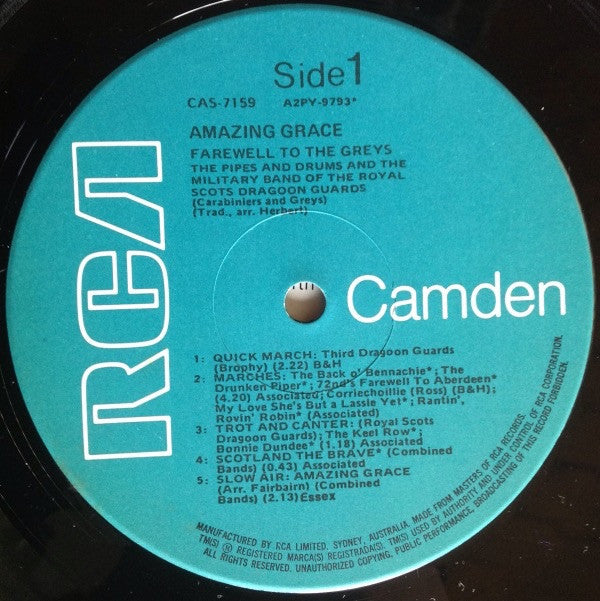 Side 1
CAS-7159 A2PY-9793*
AMAZING GRACE
FAREWELL TO THE GREYS
THE PIPES AND DRUMS AND THE
MILITARY BAND OF THE ROYAL
SCOTS DRAGOON GUARDS
(Carabiniers and Greys)
(Trad., arr. Herbert)
RCA
Camden
1: QUICK MARCH: Third Dragoon Guards
(Brophy) (2.22) B&H
2: MARCHES: The Back o' Bennachie*; The
Drunken Piper*; 72nd's Farewell To Aberdeen*
(4.20) Associated; Corriechoillie (Ross) (B&H);
My Love She's But a Lassie Yet*; Rantin',
Rovin' Robin* (Associated)
3: TROT AND CANTER: (Royal Scots
Dragoon Guards); The Keel Row*;
Bonnie Dundee* (1.18) Associated
4: SCOTLAND THE BRAVE* (Combined
Bands) (0.43) Associated
5: SLOW AIR: AMAZING GRACE
(Arr. Fairbairn) (Combined
Bands) (2.13) Essex
MANUFACTURED BY RCA LIMITED, SYDNEY, AUSTRALIA. MADE FROM MASTERS OF RCA RECORDS.
TM(S) ® REGISTERED MARCA(S) REGISTRADA(S). TM(S) USED BY AUTHORITY AND UNDER CONTROL OF RCA CORPORATION.
ALL RIGHTS RESERVED. UNAUTHORIZED COPYING, PUBLIC PERFORMANCE, BROADCASTING OF THIS RECORD FORBIDDEN.